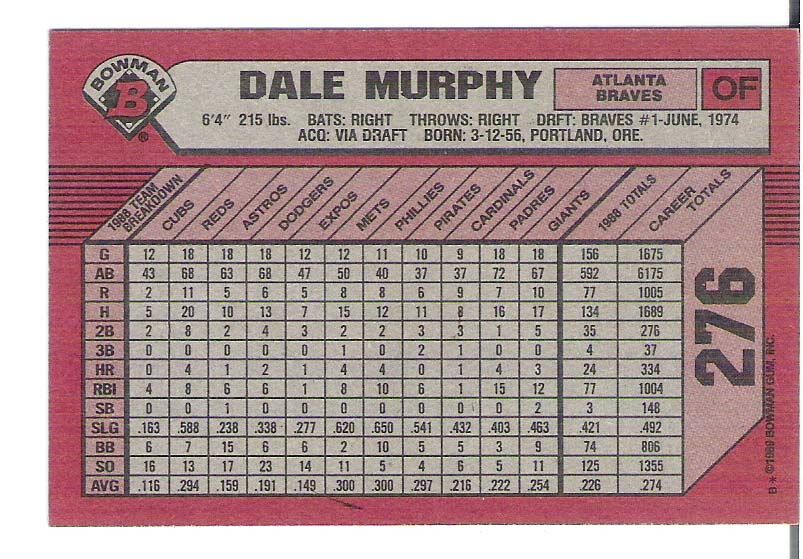 BOWMAN
B
®
DALE MURPHY
ATLANTA
BRAVES
OF
6'4" 215 lbs. BATS: RIGHT THROWS: RIGHT DRFT: BRAVES #1-JUNE, 1974
ACQ: VIA DRAFT BORN: 3-12-56, PORTLAND, ORE.
1988 TEAM
BREAKDOWN CUBS REDS ASTROS DODGERS EXPOS METS PHILLIES PIRATES CARDINALS PADRES GIANTS 1988 TOTALS CAREER TOTALS
G 12 18 18 18 12 12 11 10 9 18 18 156 1675
AB 43 68 63 68 47 50 40 37 37 72 67 592 6175
R 2 11 5 6 5 8 8 6 9 7 10 77 1005
H 5 20 10 13 7 15 12 11 8 16 17 134 1689
2B 2 8 2 4 3 2 2 3 3 1 5 35 276
3B 0 0 0 0 0 1 0 2 1 0 0 4 37
HR 0 4 1 2 1 4 4 0 1 4 3 24 334
RBI 4 8 6 6 1 8 10 6 1 15 12 77 1004
SB 0 0 1 0 0 0 0 0 0 0 2 3 148
SLG .163 .588 .238 .338 .277 .620 .650 .541 .432 .403 .463 .421 .492
BB 6 7 15 6 6 2 10 5 5 3 9 74 806
SO 16 13 17 23 14 11 5 4 6 5 11 125 1355
AVG .116 .294 .159 .191 .149 .300 .300 .297 .216 .222 .254 .226 .274
276
B * ©1989 BOWMAN GUM, INC.